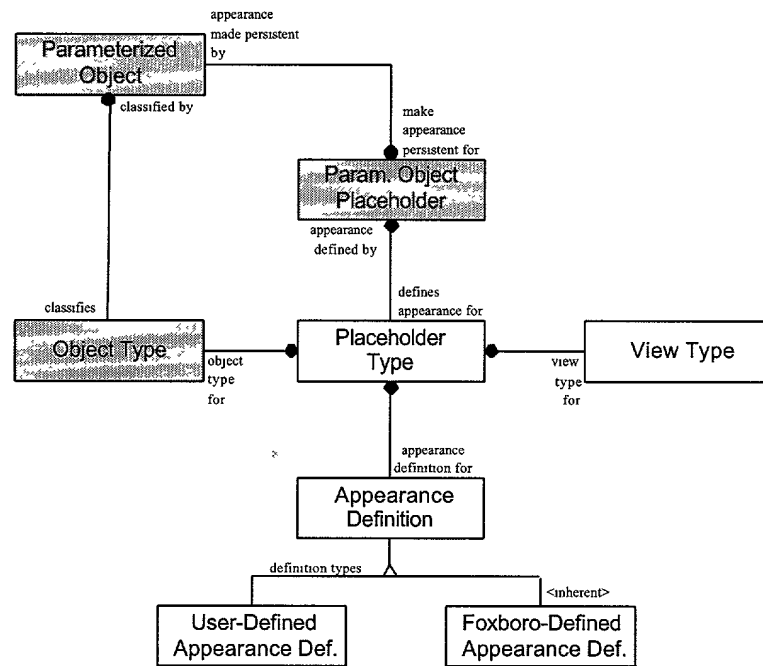 appearance
made persistent
by
Parameterized
Object
classified by
make
appearance
persistent for
Param. Object
Placeholder
appearance
defined by
defines
appearance for
classifies
Object Type
object
type
for
Placeholder
Type
view
type
for
View Type
appearance
definition for
Appearance
Definition
definition types
<inherent>
User-Defined
Appearance Def.
Foxboro-Defined
Appearance Def.